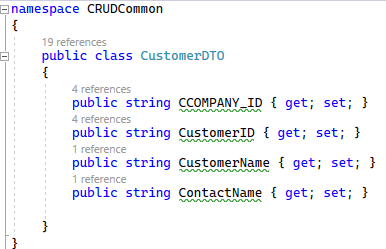 namespace CRUDCommon
{
19 references
public class CustomerDTO
{
4 references
public string CCOMPANY_ID { get; set; }
4 references
public string CustomerID { get; set; }
1 reference
public string CustomerName { get; set; }
1 reference
public string ContactName { get; set; }
}
}